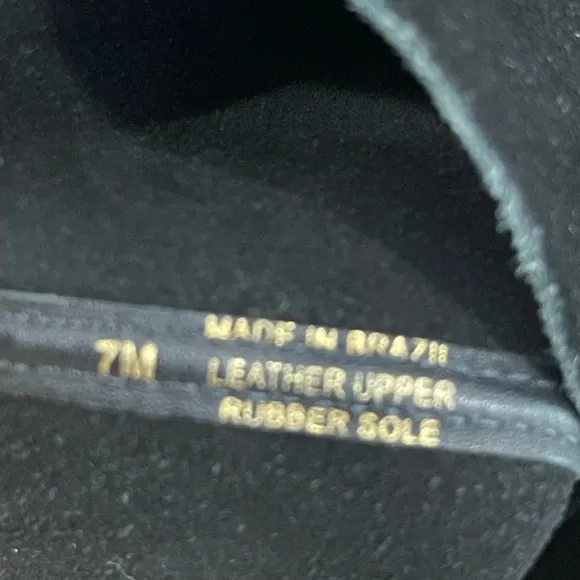 7M
MADE IN BRAZIL
LEATHER UPPER
RUBBER SOLE